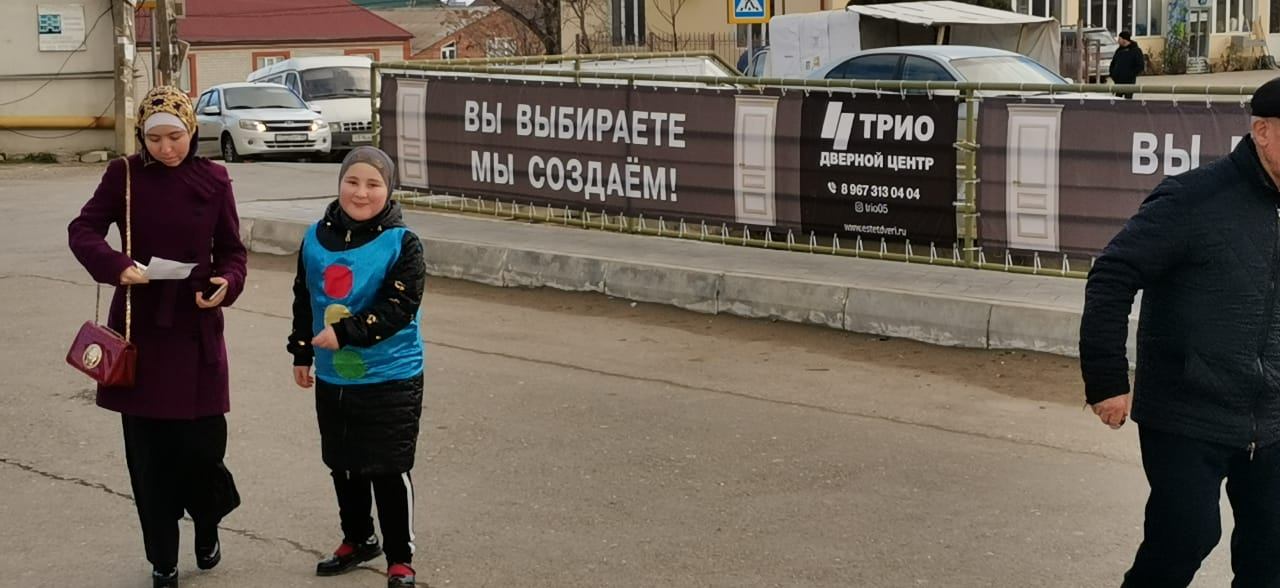 ВЫ ВЫБИРАЕТЕ
МЫ СОЗДАЁМ!
ТРИО
ДВЕРНОЙ ЦЕНТР
8 967 313 04 04
trio05
www.estetdveri.ru
ВЫ